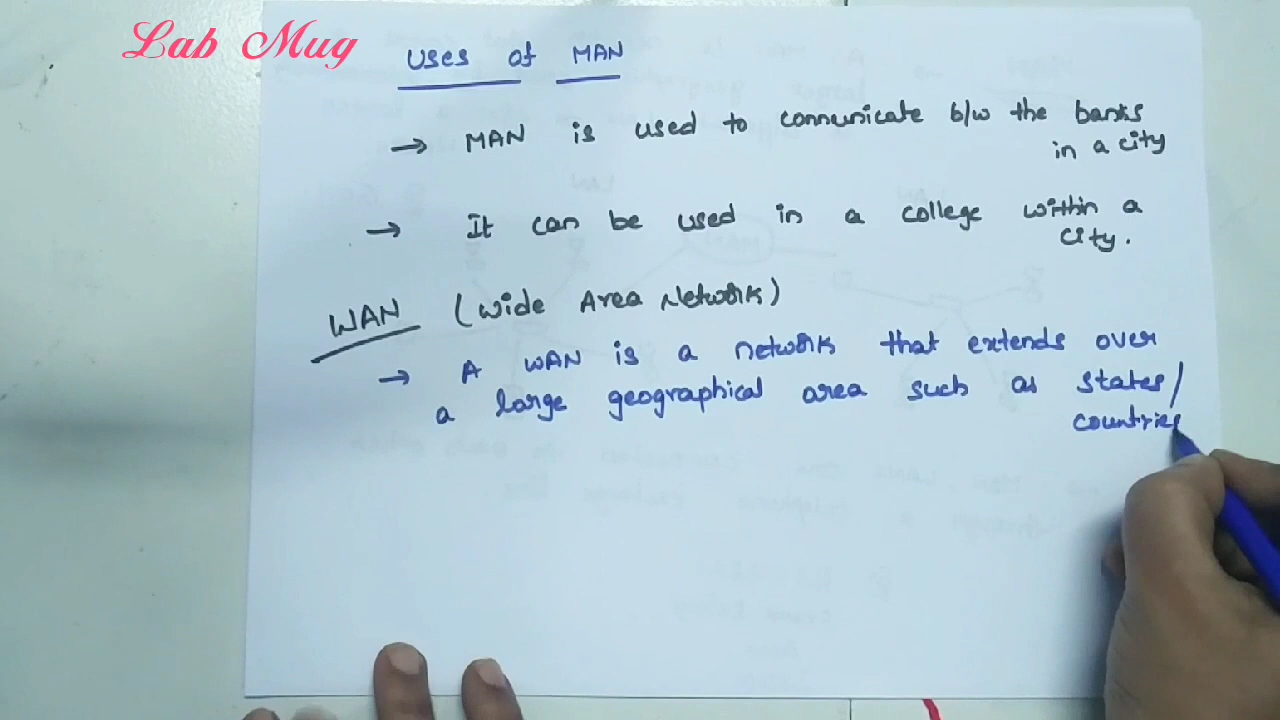 Lab Mug
Uses of MAN
→ MAN is used to communicate b/w the banks
in a city
→ It can be used in a college within a
city.
WAN (Wide Area Network)
→ A WAN is a network that extends over
a large geographical area such as states/
countries